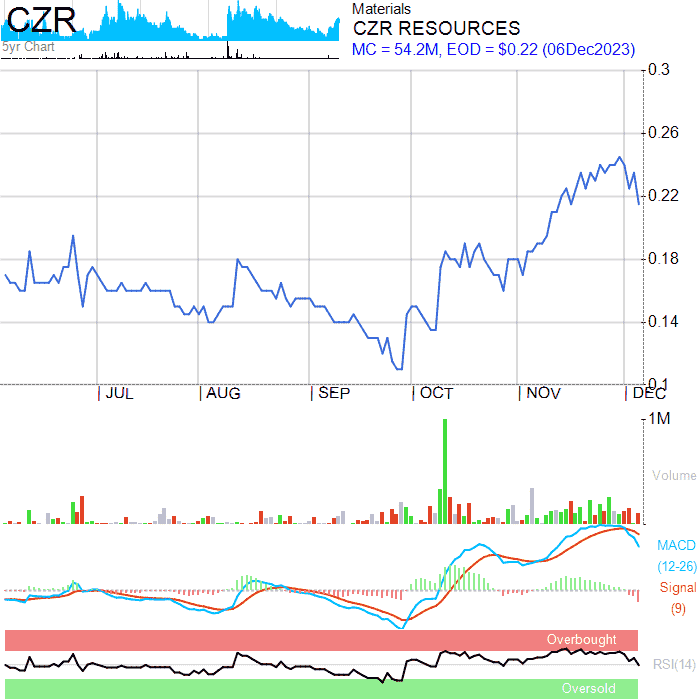 CZR
5yr Chart
Materials
CZR RESOURCES
MC = 54.2M, EOD = $0.22 (06Dec2023)
0.3
0.26
0.22
0.18
0.14
0.1
JUL AUG SEP OCT NOV DEC
1M
Volume
MACD
(12-26)
Signal
(9)
Overbought
RSI(14)
Oversold